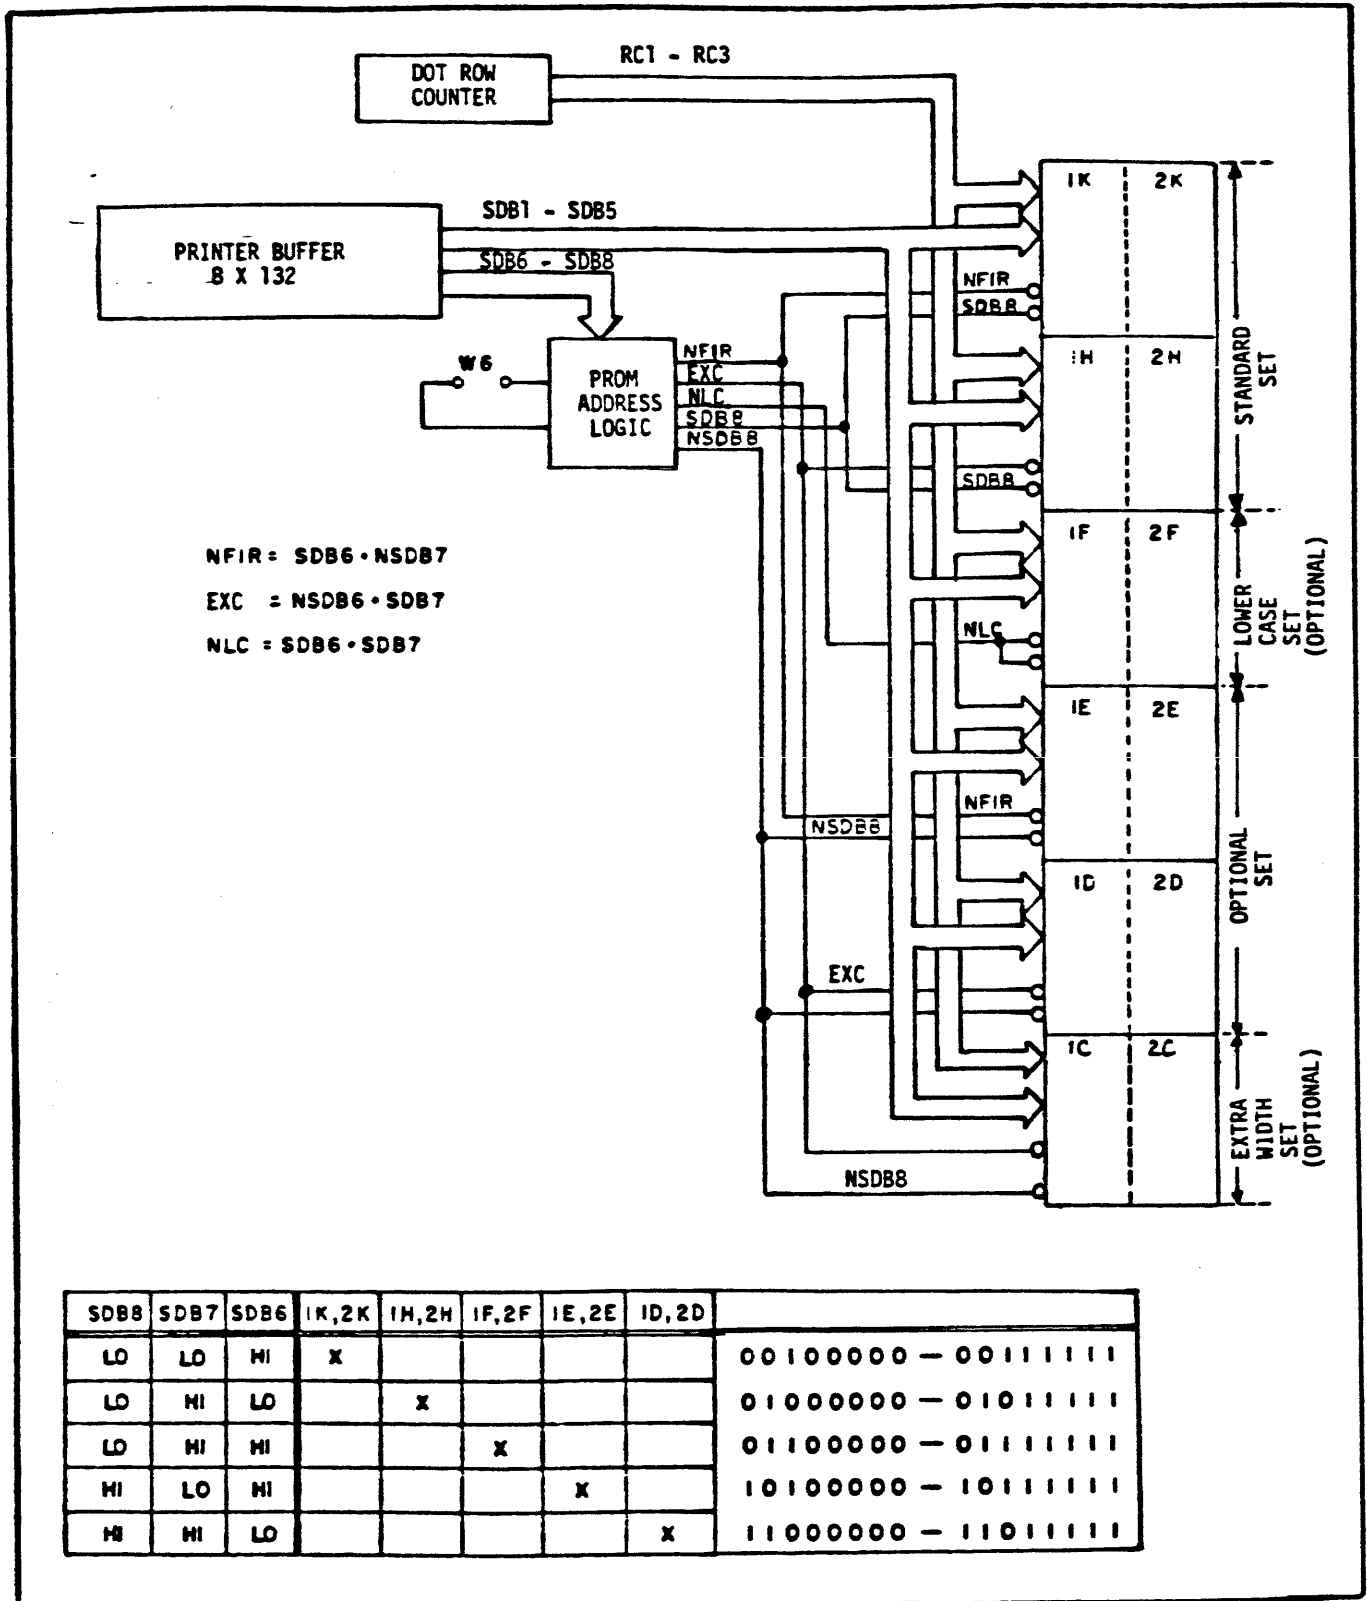 RC1 - RC3
DOT ROW
COUNTER
SDB1 - SDB5
PRINTER BUFFER
8 X 132
SDB6 - SDB8
W6
PROM
ADDRESS
LOGIC
NFIR
EXC
NLC
SDB8
NSDB8
NFIR = SDB6 • NSDB7
EXC = NSDB6 • SDB7
NLC = SDB6 • SDB7
1K 2K
NFIR
SDB8
1H 2H
SDB8
1F 2F
NLC
1E 2E
NFIR
NSDB8
1D 2D
EXC
1C 2C
NSDB8
STANDARD
SET
LOWER
CASE
SET
(OPTIONAL)
OPTIONAL
SET
EXTRA
WIDTH
SET
(OPTIONAL)
SDB8 SDB7 SDB6 1K,2K 1H,2H 1F,2F 1E,2E 1D,2D
LO LO HI X 00100000 — 00111111
LO HI LO X 01000000 — 01011111
LO HI HI X 01100000 — 01111111
HI LO HI X 10100000 — 10111111
HI HI LO X 11000000 — 11011111